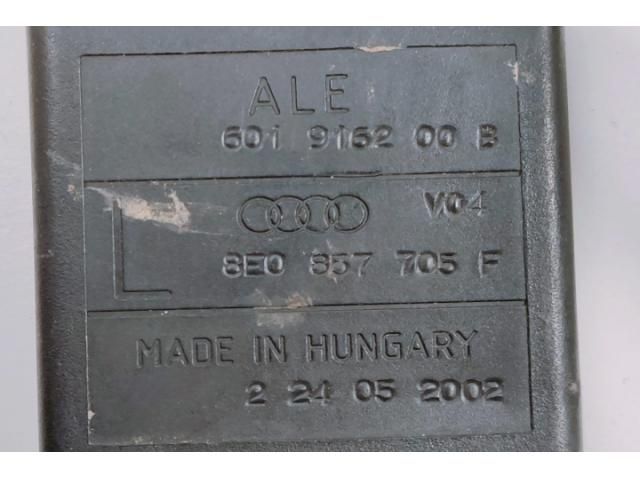 ALE
601 9162 00 B
L V04
8E0 857 705 F
MADE IN HUNGARY
2 24 05 2002